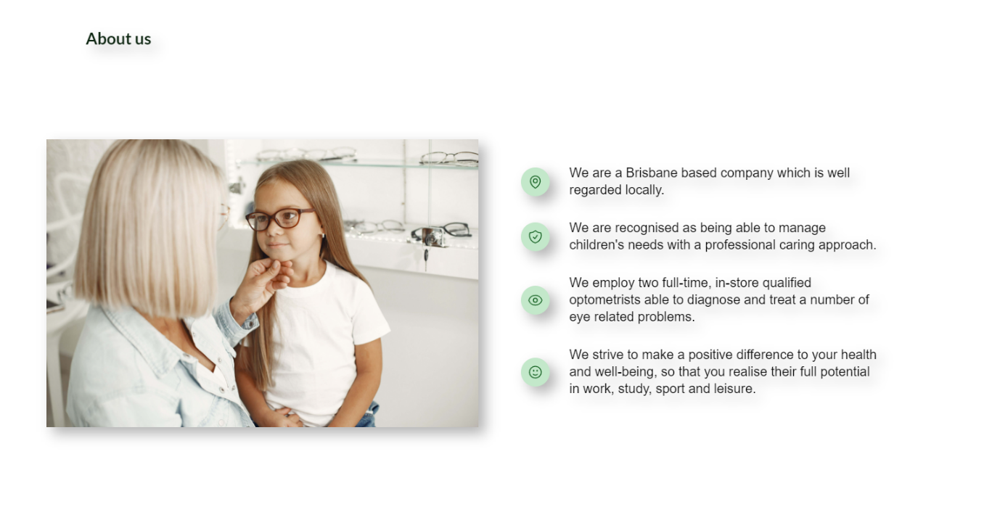 About us
We are a Brisbane based company which is well
regarded locally.
We are recognised as being able to manage
children's needs with a professional caring approach.
We employ two full-time, in-store qualified
optometrists able to diagnose and treat a number of
eye related problems.
We strive to make a positive difference to your health
and well-being, so that you realise their full potential
in work, study, sport and leisure.